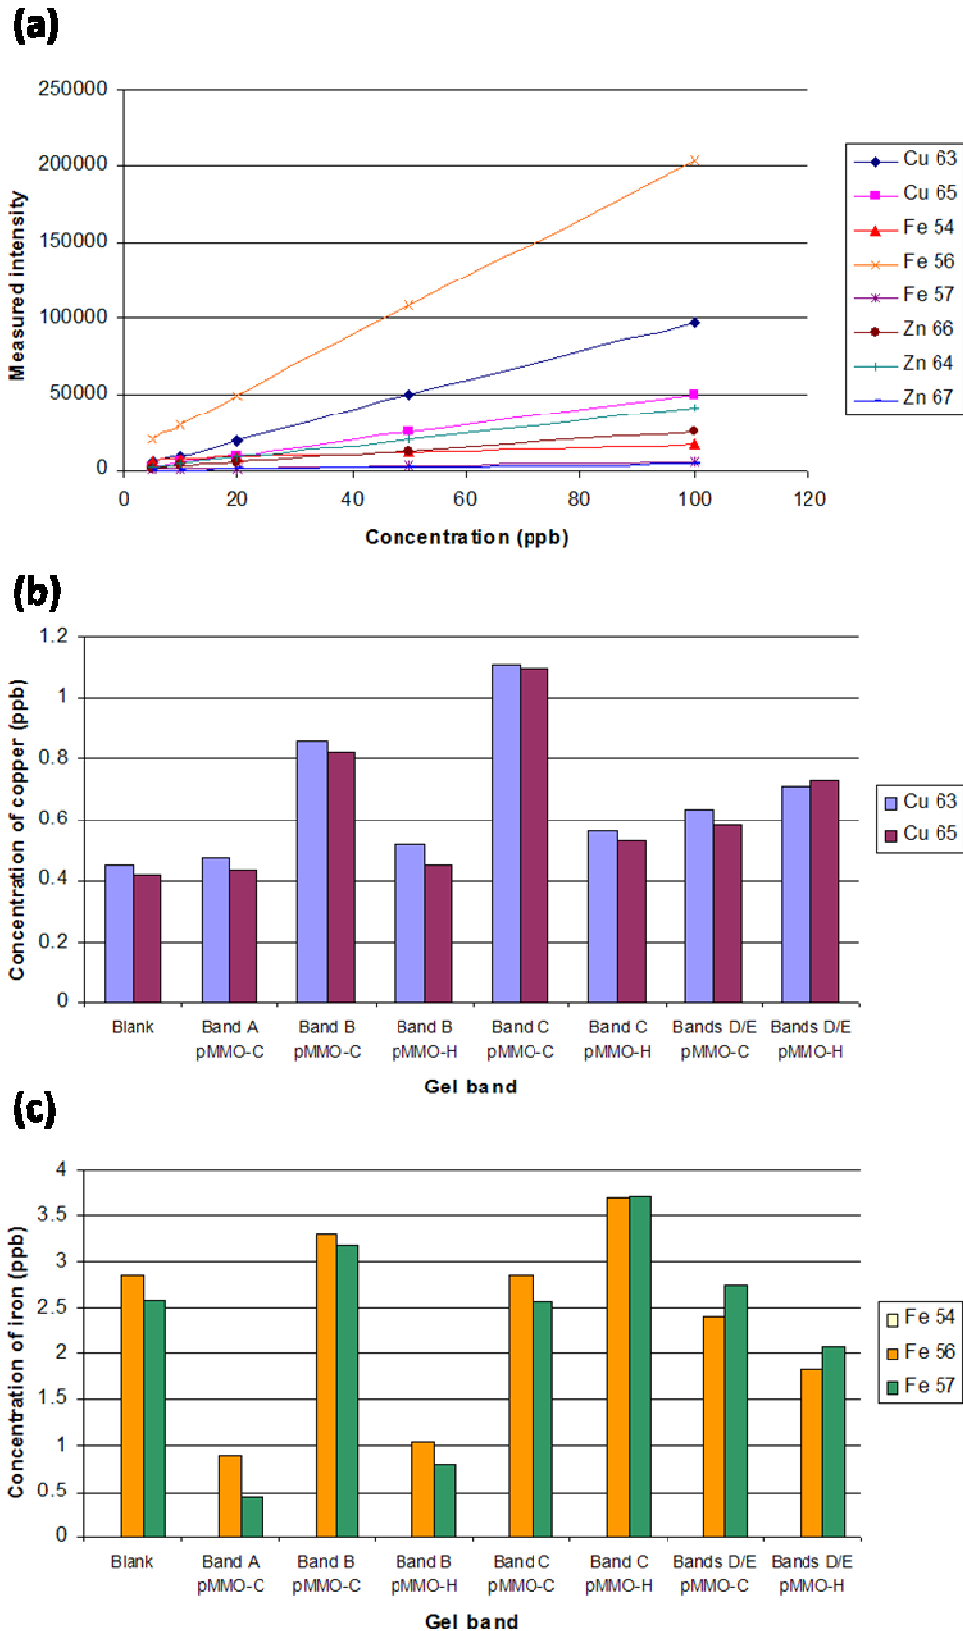 (a)
250000
200000
150000
100000
50000
0
0 20 40 60 80 100 120
Measured intensity
Concentration (ppb)
Cu 63
Cu 65
Fe 54
Fe 56
Fe 57
Zn 66
Zn 64
Zn 67
(b)
1.2
1
0.8
0.6
0.4
0.2
0
Concentration of copper (ppb)
Blank Band A Band B Band B Band C Band C Bands D/E Bands D/E
pMMO-C pMMO-C pMMO-H pMMO-C pMMO-H pMMO-C pMMO-H
Gel band
Cu 63
Cu 65
(c)
4
3.5
3
2.5
2
1.5
1
0.5
0
Concentration of iron (ppb)
Blank Band A Band B Band B Band C Band C Bands D/E Bands D/E
pMMO-C pMMO-C pMMO-H pMMO-C pMMO-H pMMO-C pMMO-H
Gel band
Fe 54
Fe 56
Fe 57